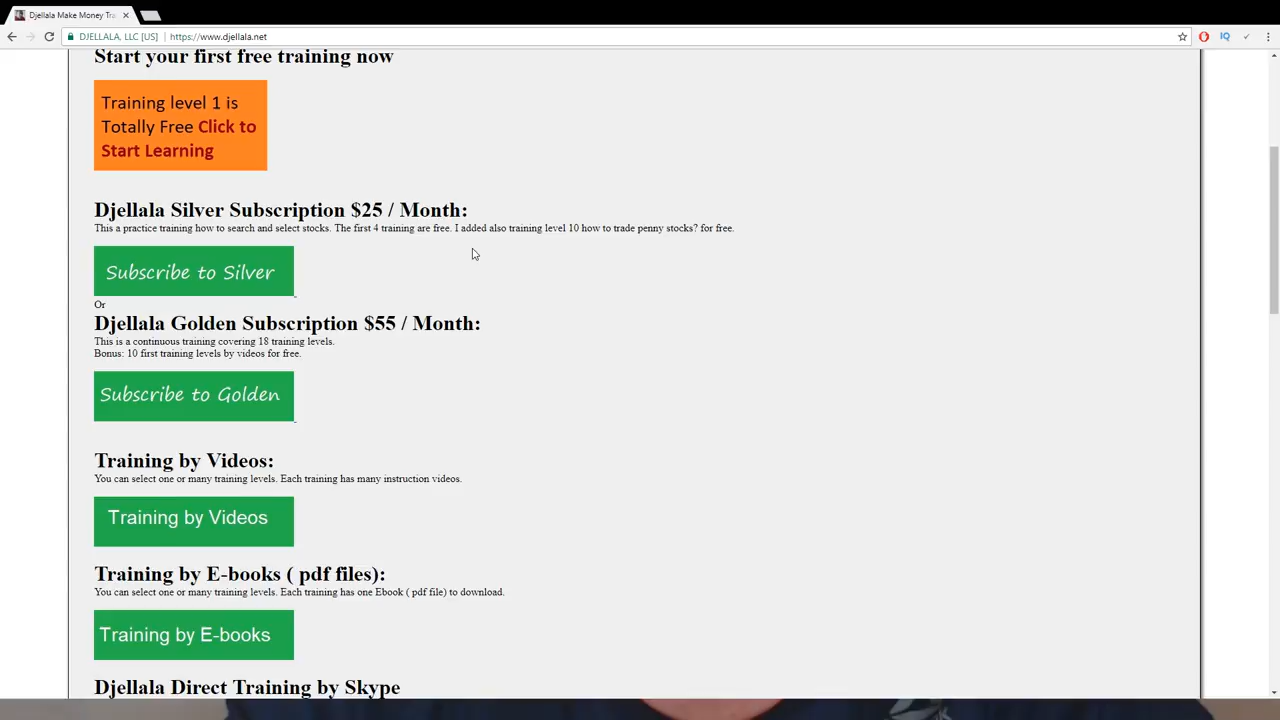 Djellala Make Money Tra
DJELLALA, LLC [US] | https://www.djellala.net
IQ
Start your first free training now
Training level 1 is
Totally Free Click to
Start Learning
Djellala Silver Subscription $25 / Month:
This a practice training how to search and select stocks. The first 4 training are free. I added also training level 10 how to trade penny stocks? for free.
Subscribe to Silver
Or
Djellala Golden Subscription $55 / Month:
This is a continuous training covering 18 training levels.
Bonus: 10 first training levels by videos for free.
Subscribe to Golden
Training by Videos:
You can select one or many training levels. Each training has many instruction videos.
Training by Videos
Training by E-books ( pdf files):
You can select one or many training levels. Each training has one Ebook ( pdf file) to download.
Training by E-books
Djellala Direct Training by Skype